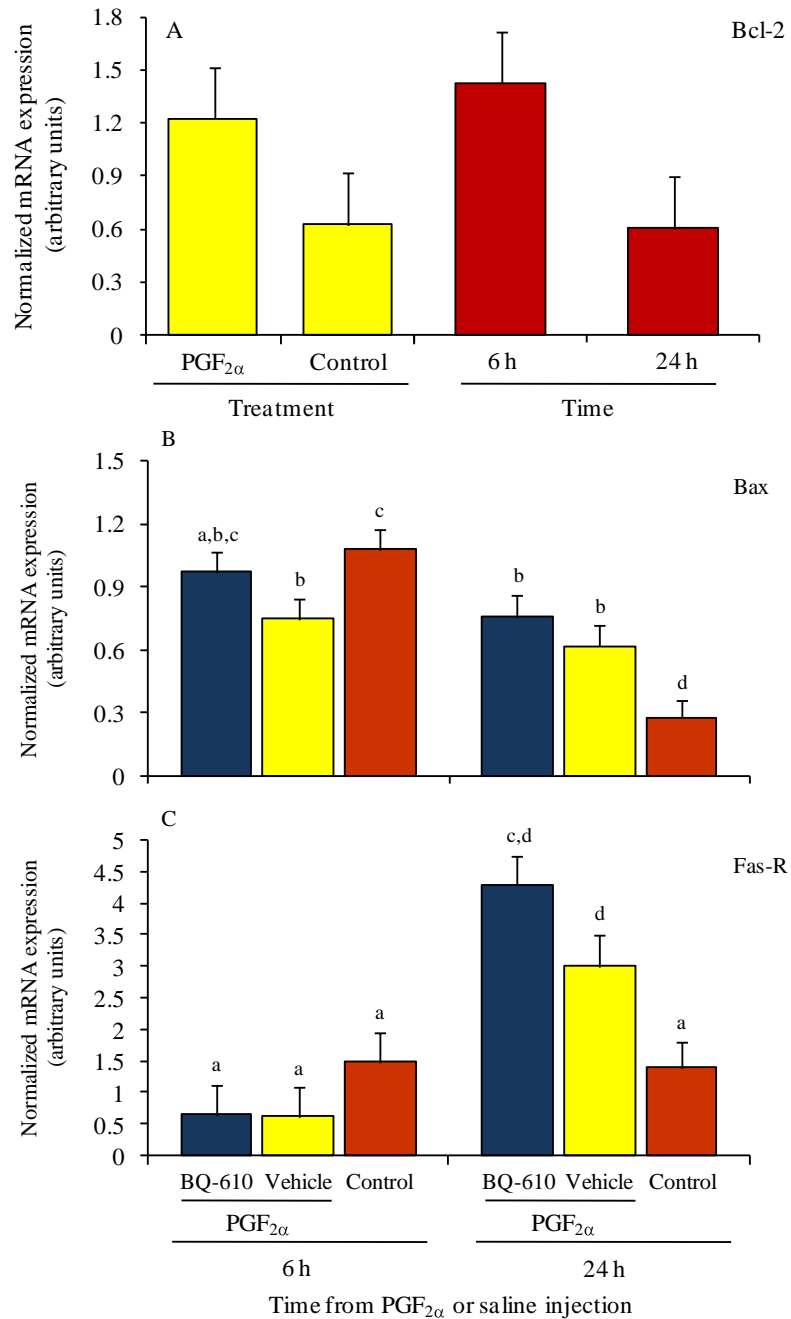 A
Bcl-2
Normalized mRNA expression
(arbitrary units)
1.8
1.5
1.2
0.9
0.6
0.3
0
PGF2α Control 6 h 24 h
Treatment Time
B
Bax
Normalized mRNA expression
(arbitrary units)
1.5
1.2
0.9
0.6
0.3
0
a,b,c b c b b d
C
Fas-R
Normalized mRNA expression
(arbitrary units)
5
4.5
4
3.5
3
2.5
2
1.5
1
0.5
0
a a a c,d d a
BQ-610 Vehicle Control BQ-610 Vehicle Control
PGF2α PGF2α
6 h 24 h
Time from PGF2α or saline injection